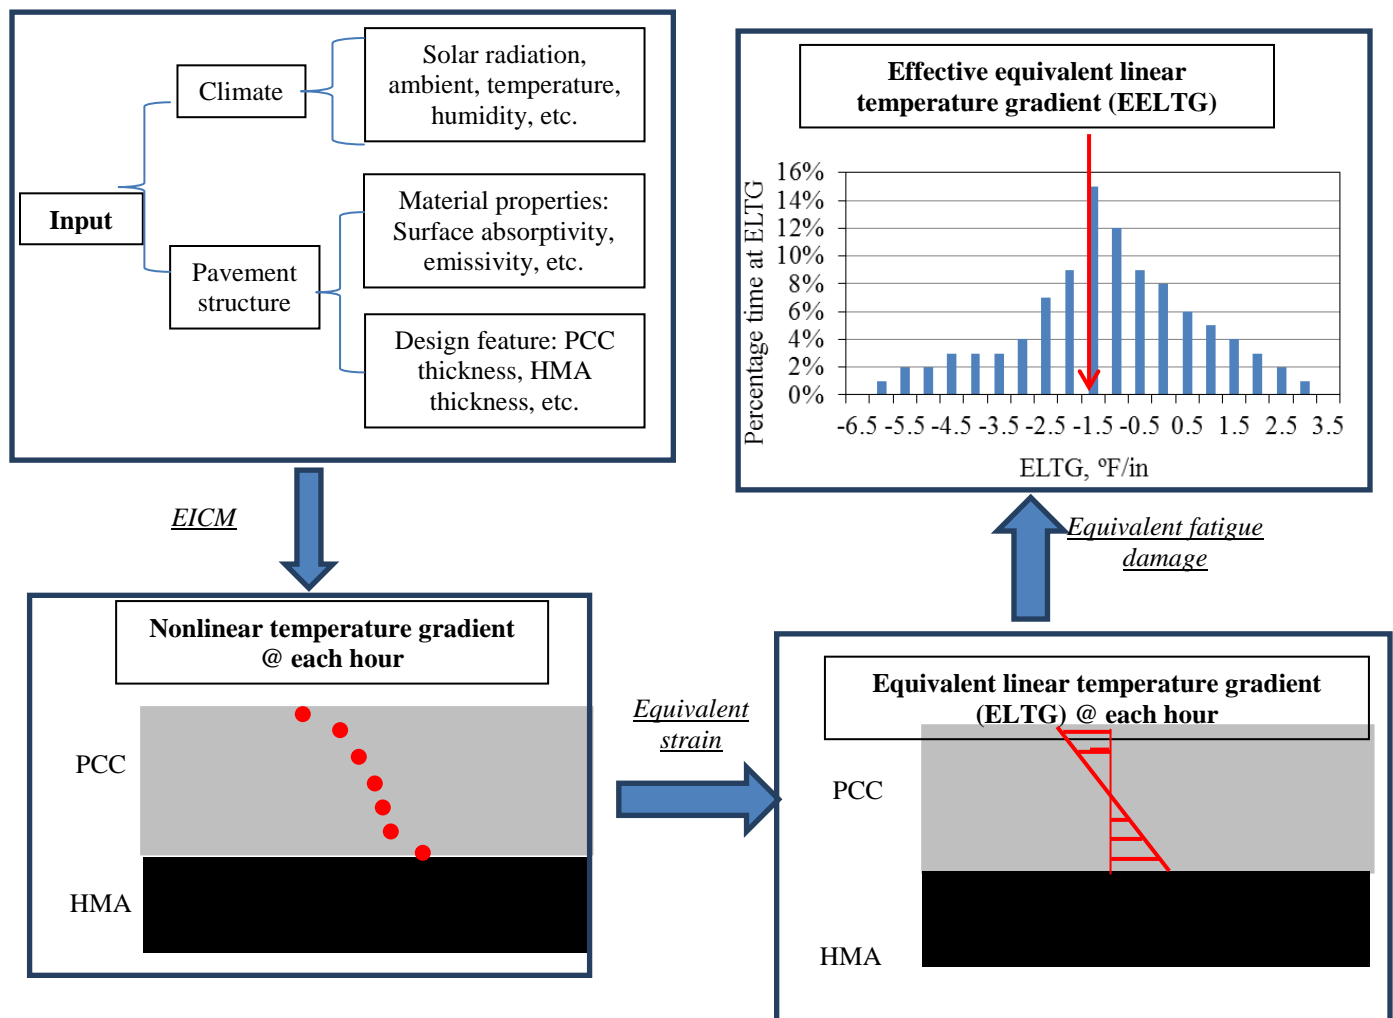 Input
Climate
Solar radiation,
ambient, temperature,
humidity, etc.
Pavement
structure
Material properties:
Surface absorptivity,
emissivity, etc.
Design feature: PCC
thickness, HMA
thickness, etc.
EICM
Nonlinear temperature gradient
@ each hour
PCC
HMA
Equivalent
strain
Equivalent linear temperature gradient
(ELTG) @ each hour
PCC
HMA
Equivalent fatigue
damage
Effective equivalent linear
temperature gradient (EELTG)
Percentage time at ELTG
16%
14%
12%
10%
8%
6%
4%
2%
0%
-6.5 -5.5 -4.5 -3.5 -2.5 -1.5 -0.5 0.5 1.5 2.5 3.5
ELTG, ºF/in